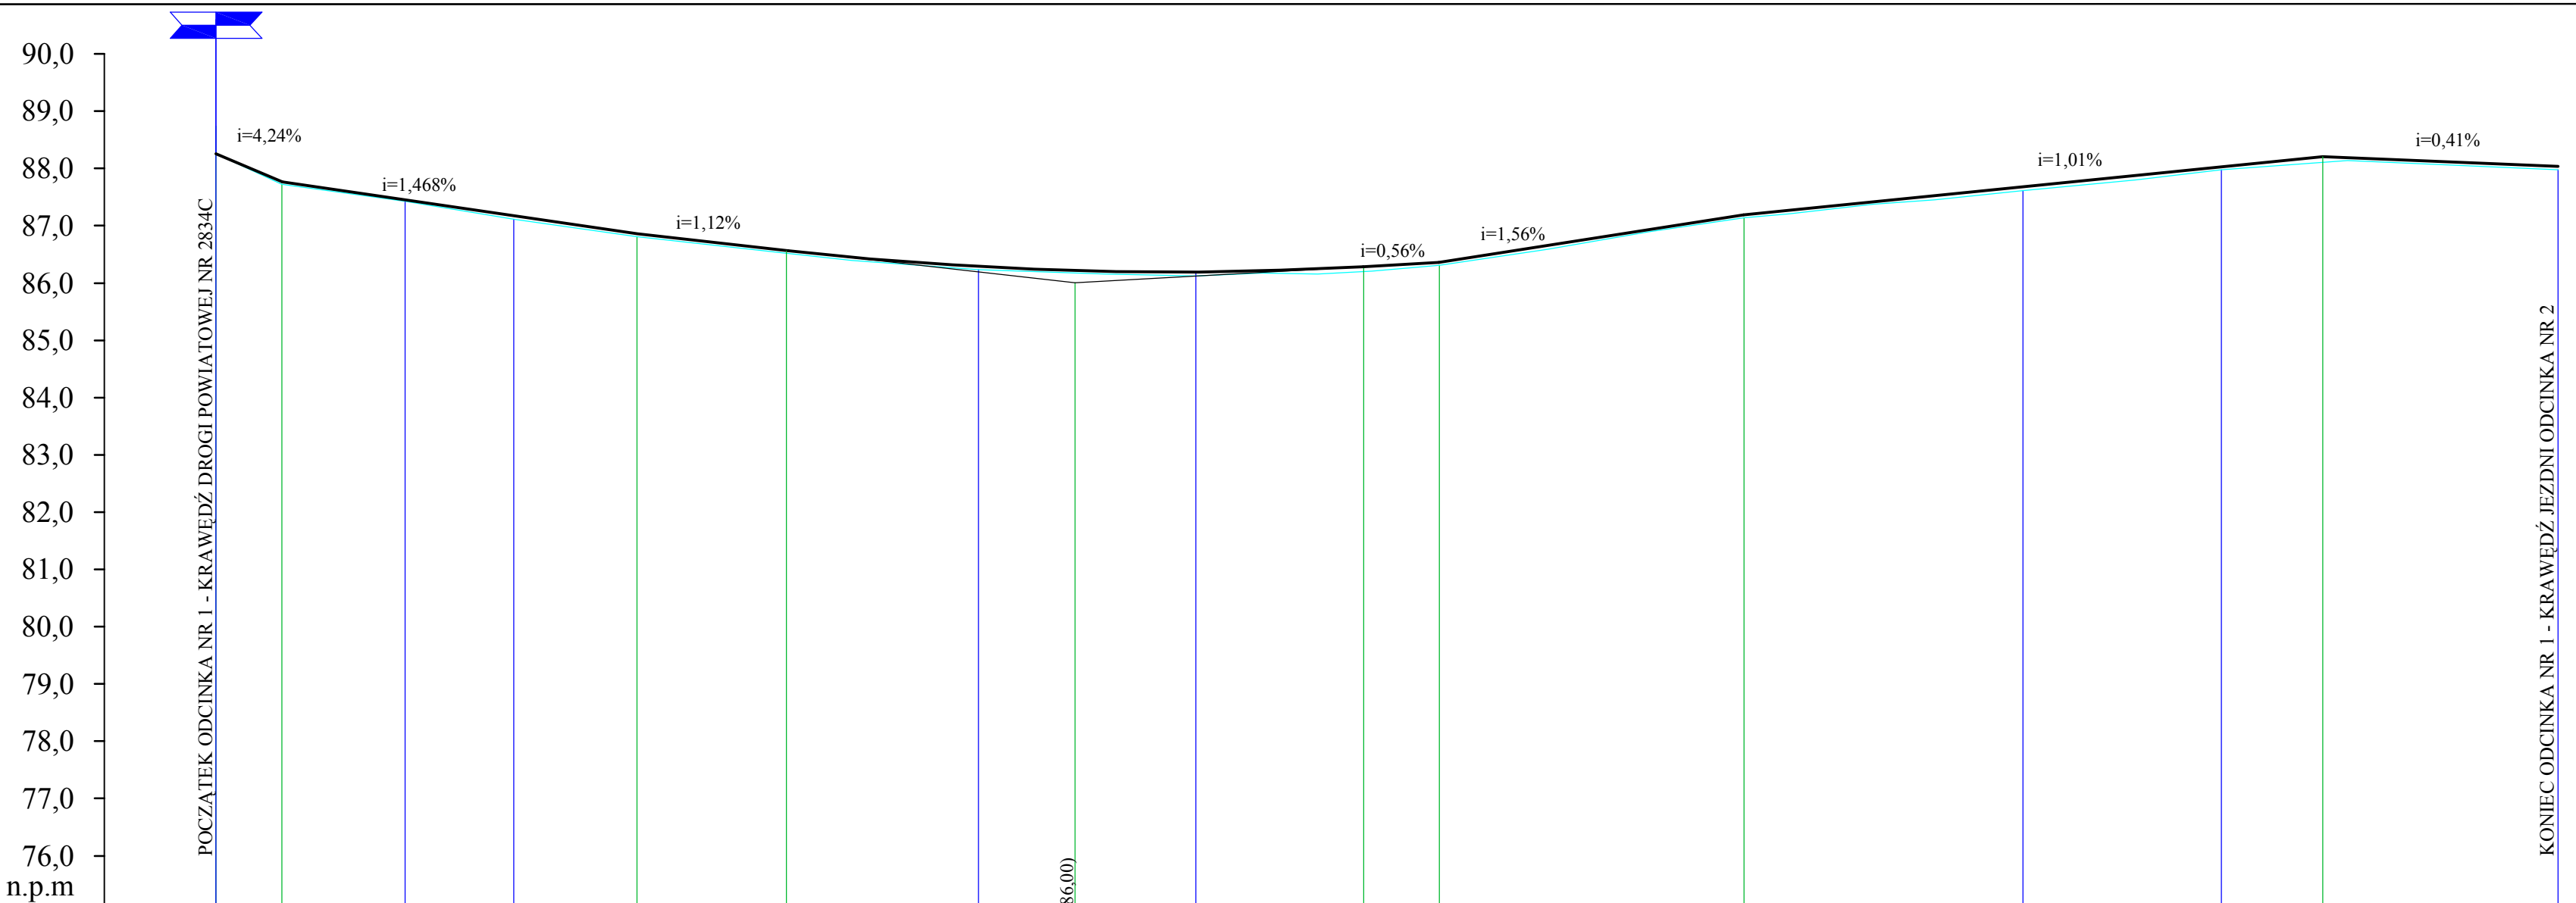 90,0
89,0
88,0
87,0
86,0
85,0
84,0
83,0
82,0
81,0
80,0
79,0
78,0
77,0
76,0
n.p.m
POCZĄTEK ODCINKA NR 1 - KRAWĘDŹ DROGI POWIATOWEJ NR 2834C
i=4,24%
i=1,468%
i=1,12%
86,00)
i=0,56%
i=1,56%
i=1,01%
i=0,41%
KONIEC ODCINKA NR 1 - KRAWĘDŹ JEZDNI ODCINKA NR 2